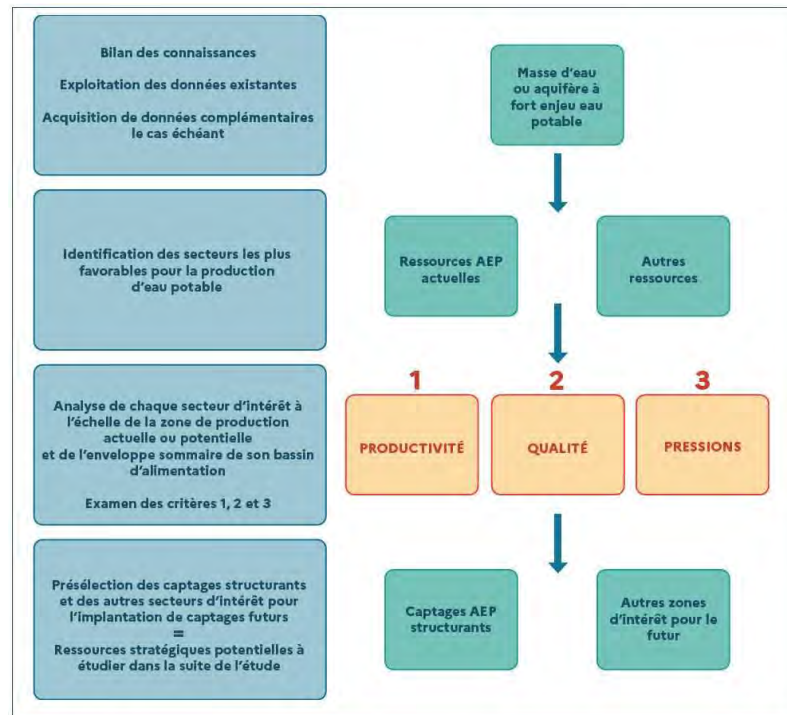 Bilan des connaissances
Exploitation des données existantes
Acquisition de données complémentaires
le cas échéant
Masse d'eau
ou aquifère à
fort enjeu eau
potable
Identification des secteurs les plus
favorables pour la production
d'eau potable
Ressources AEP
actuelles
Autres
ressources
Analyse de chaque secteur d'intérêt à
l'échelle de la zone de production
actuelle ou potentielle
et de l'enveloppe sommaire de son bassin
d'alimentation
Examen des critères 1, 2 et 3
1
PRODUCTIVITÉ
2
QUALITÉ
3
PRESSIONS
Présélection des captages structurants
et des autres secteurs d'intérêt pour
l'implantation de captages futurs
=
Ressources stratégiques potentielles à
étudier dans la suite de l'étude
Captages AEP
structurants
Autres zones
d'intérêt pour le
futur